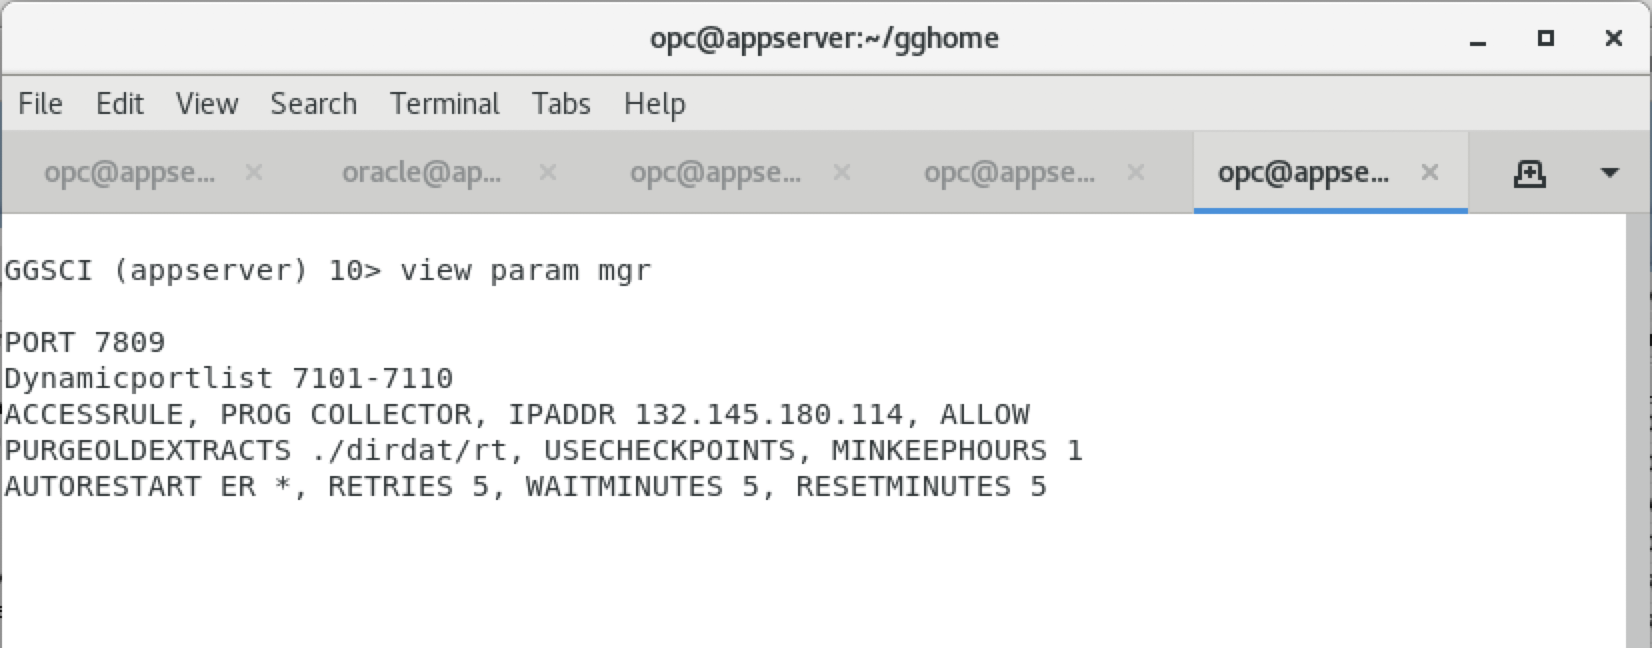 opc@appserver:~/gghome
File Edit View Search Terminal Tabs Help
opc@appse... oracle@ap... opc@appse... opc@appse... opc@appse...
GGSCI (appserver) 10> view param mgr
PORT 7809
Dynamicportlist 7101-7110
ACCESSRULE, PROG COLLECTOR, IPADDR 132.145.180.114, ALLOW
PURGEOLDEXTRACTS ./dirdat/rt, USECHECKPOINTS, MINKEEPHOURS 1
AUTORESTART ER *, RETRIES 5, WAITMINUTES 5, RESETMINUTES 5